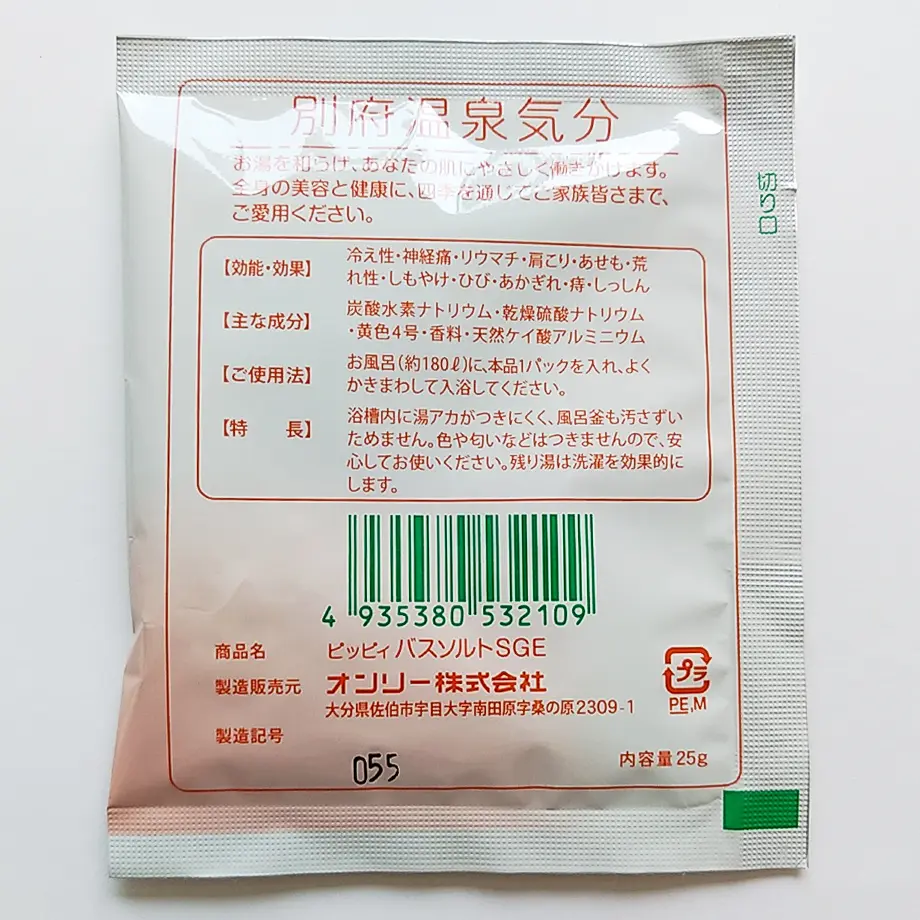 別府温泉気分
お湯を和らげ、あなたの肌にやさしく働きかけます。
全身の美容と健康に、四季を通じてご家族皆さまで、
ご愛用ください。
切り口
【効能・効果】 冷え性・神経痛・リウマチ・肩こり・あせも・荒
れ性・しもやけ・ひび・あかぎれ・痔・しっしん
【主な成分】 炭酸水素ナトリウム・乾燥硫酸ナトリウム
・黄色4号・香料・天然ケイ酸アルミニウム
【ご使用法】 お風呂(約180ℓ)に、本品1パックを入れ、よく
かきまわして入浴してください。
【特 長】 浴槽内に湯アカがつきにくく、風呂釜も汚さずい
ためません。色や匂いなどはつきませんので、安
心してお使いください。残り湯は洗濯を効果的に
します。
4 935380 532109
商品名 ピッピィ バスソルトSGE
製造販売元 オンリー株式会社
大分県佐伯市宇目大字南田原字桑の原2309-1
プラ
PE,M
製造記号
055
内容量25g